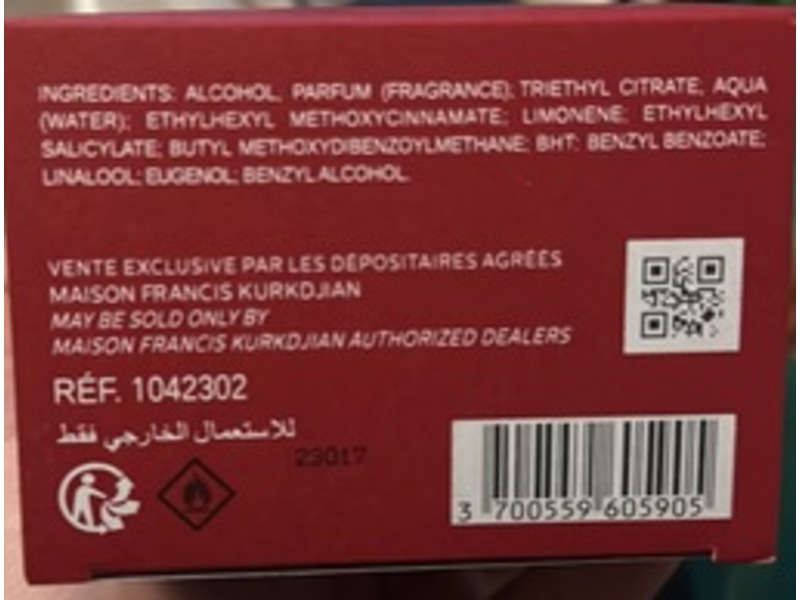 INGREDIENTS: ALCOHOL, PARFUM (FRAGRANCE); TRIETHYL CITRATE, AQUA
(WATER); ETHYLHEXYL METHOXYCINNAMATE; LIMONENE; ETHYLHEXYL
SALICYLATE; BUTYL METHOXYDIBENZOYLMETHANE; BHT; BENZYL BENZOATE;
LINALOOL; EUGENOL; BENZYL ALCOHOL.
VENTE EXCLUSIVE PAR LES DÉPOSITAIRES AGRÉÉS
MAISON FRANCIS KURKDJIAN
MAY BE SOLD ONLY BY
MAISON FRANCIS KURKDJIAN AUTHORIZED DEALERS
RÉF. 1042302
للاستعمال الخارجي فقط
23017
3 700559 605905